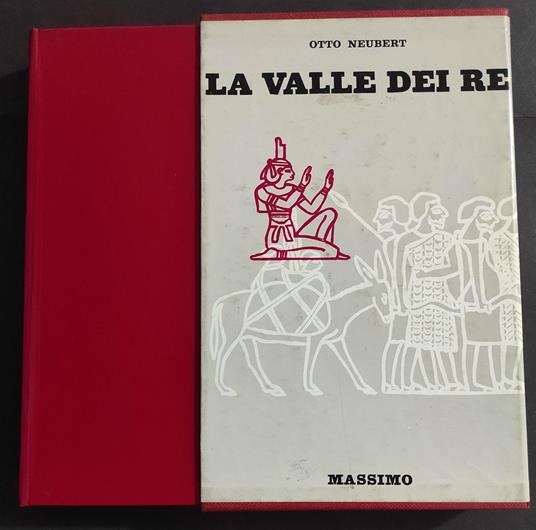 OTTO NEUBERT
LA VALLE DEI RE
MASSIMO